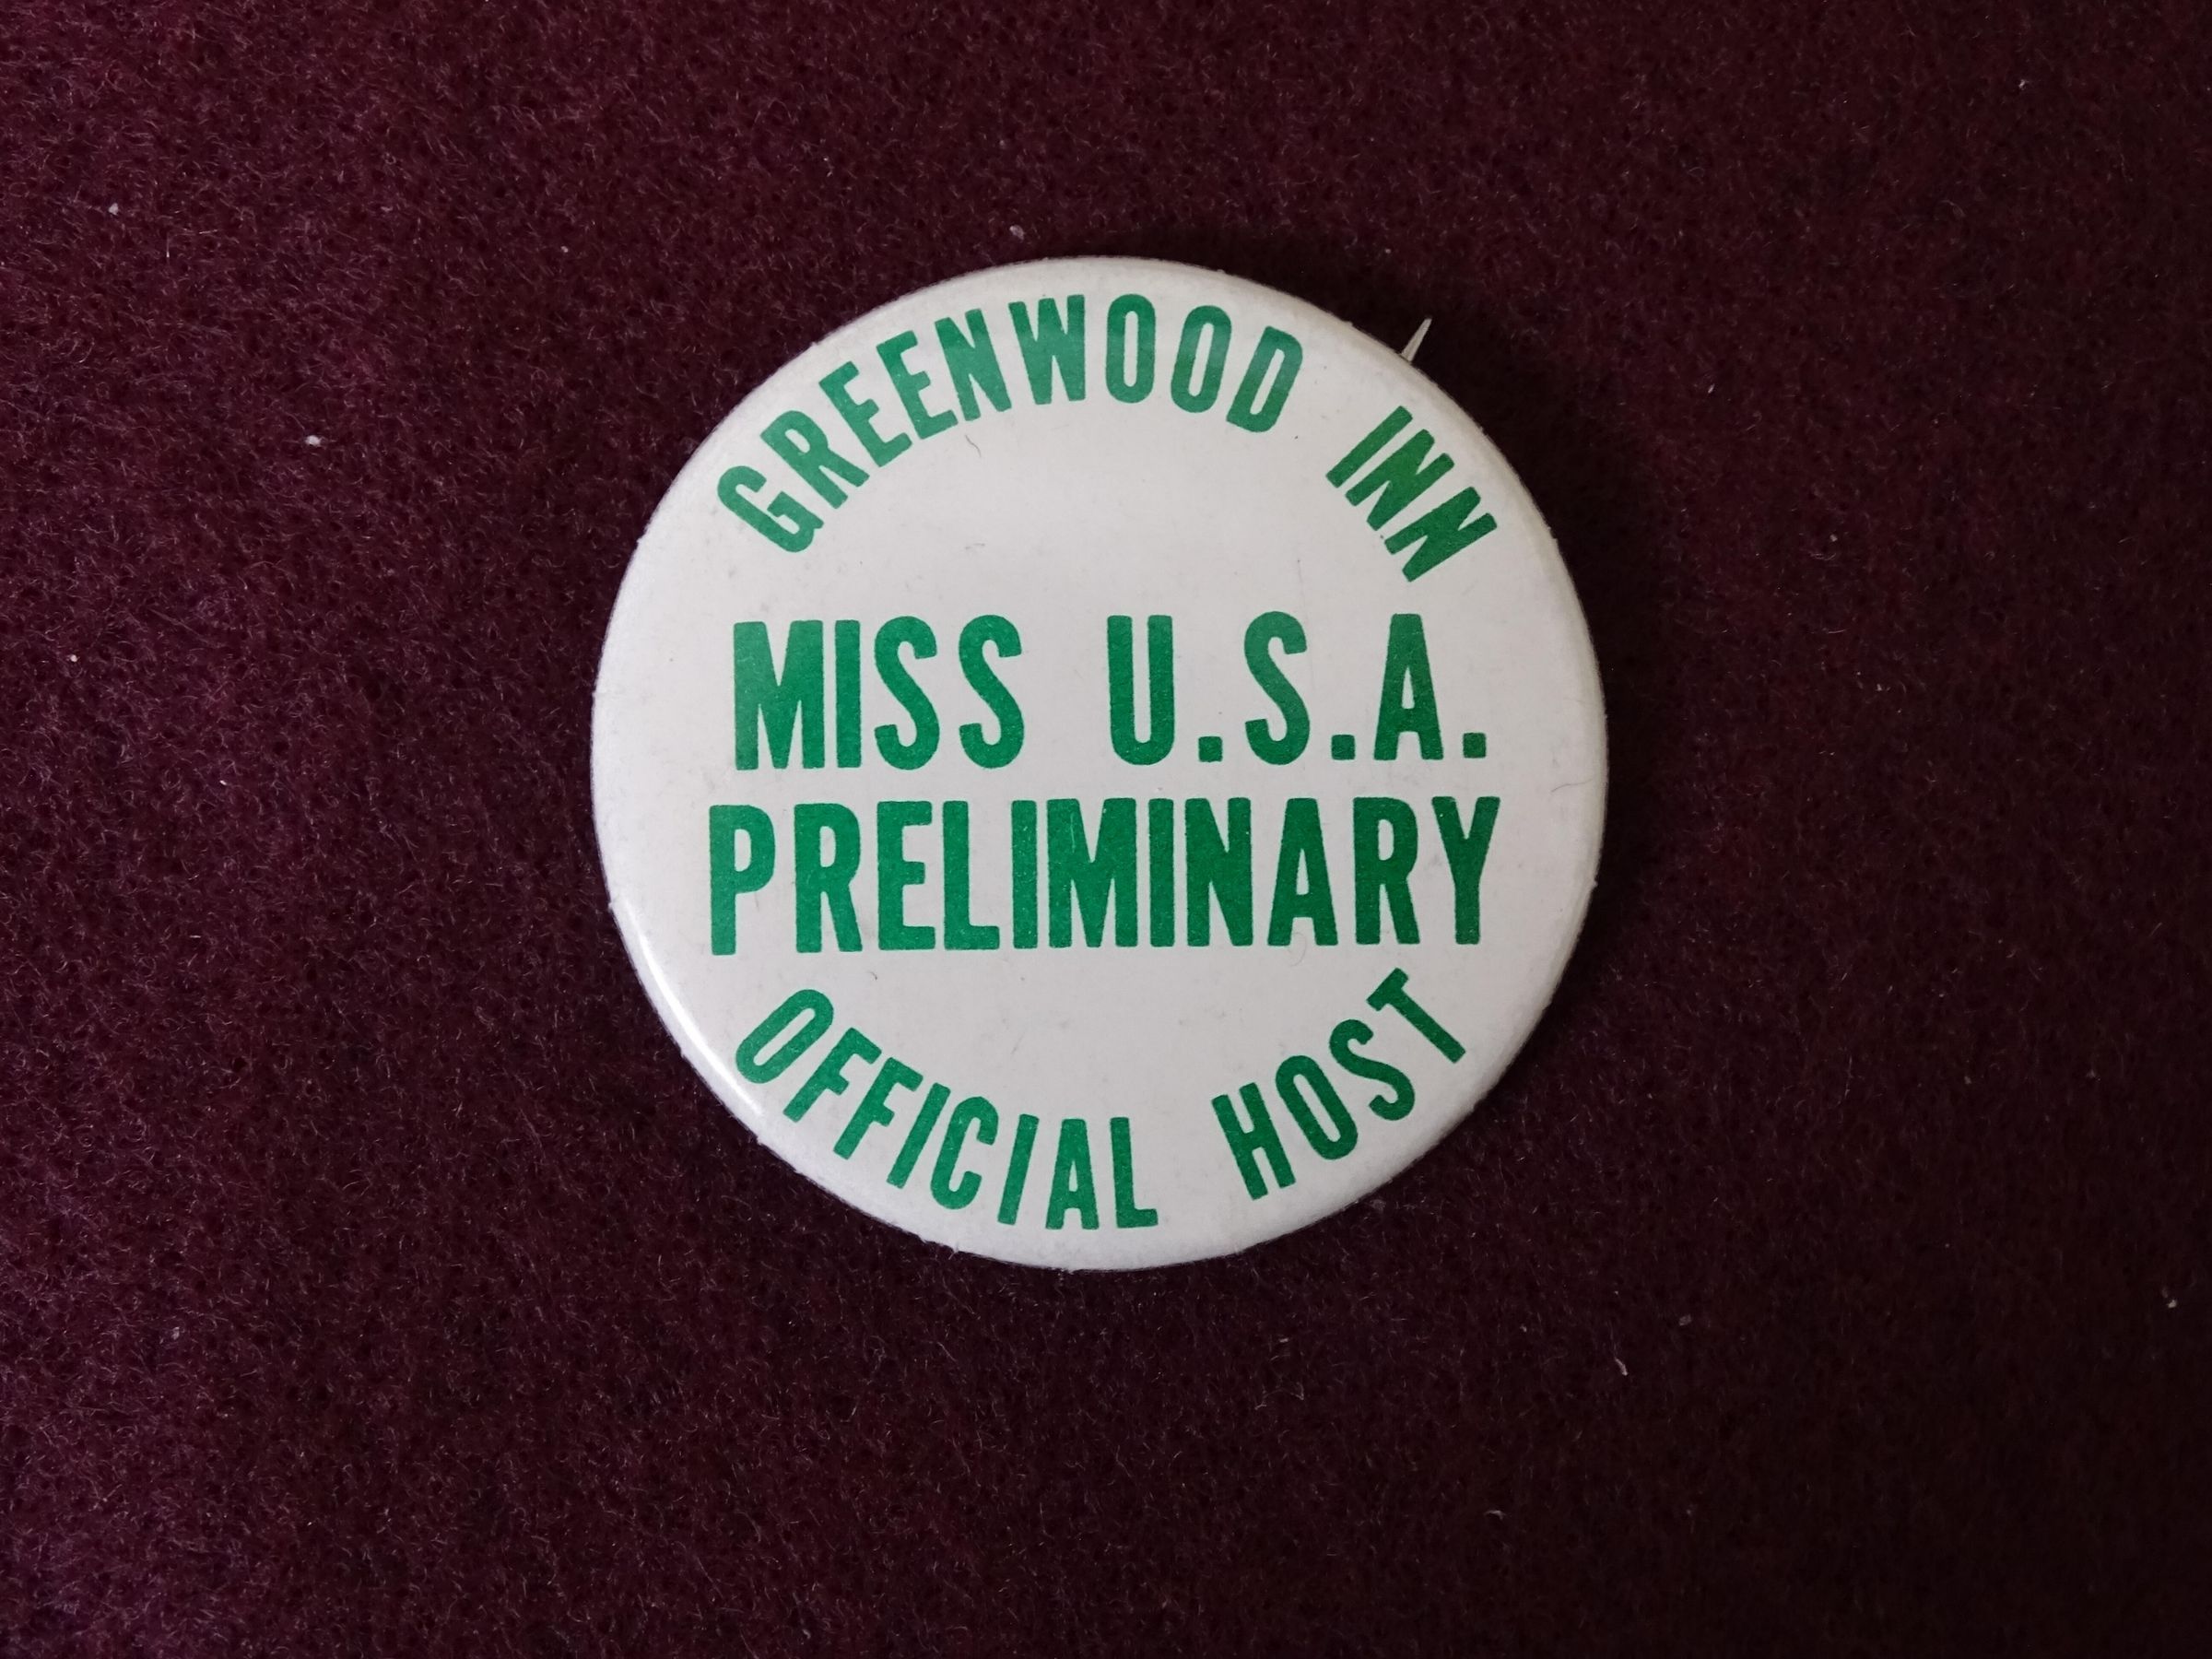 GREENWOOD INN
MISS U.S.A.
PRELIMINARY
OFFICIAL HOST